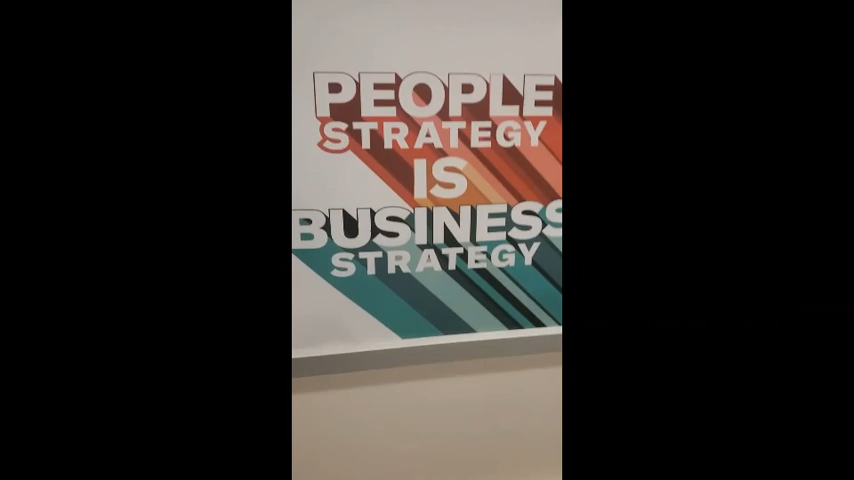 PEOPLE
STRATEGY
IS
BUSINESS
STRATEGY